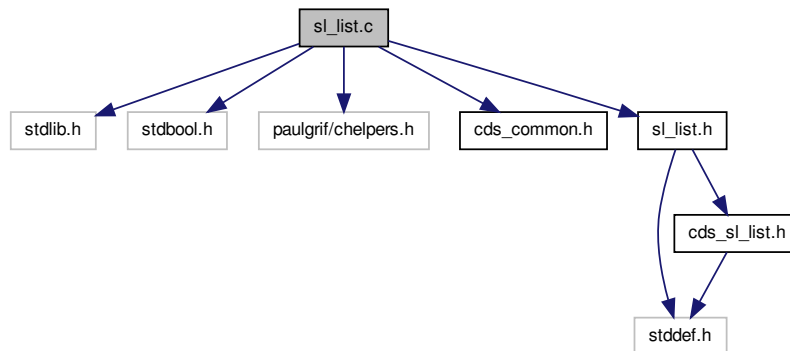 sl_list.c
stdlib.h
stdbool.h
paulgrif/chelpers.h
cds_common.h
sl_list.h
cds_sl_list.h
stddef.h